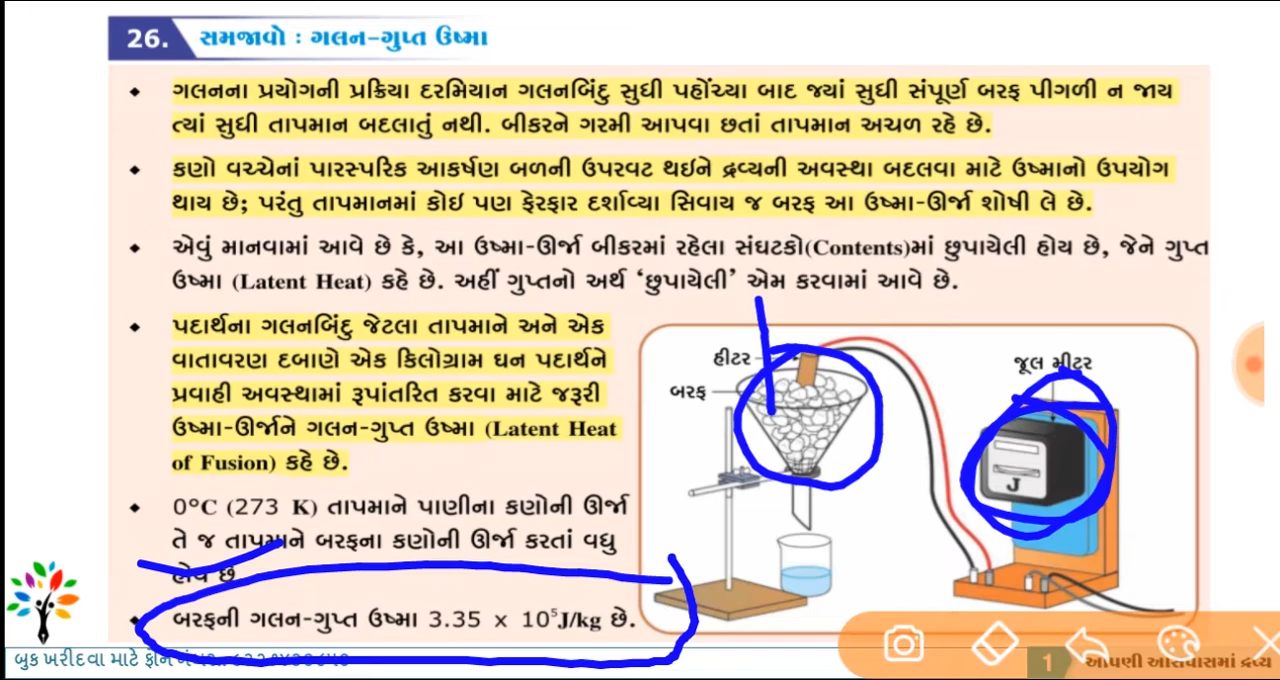 26. સમજાવો : ગલન-ગુપ્ત ઉષ્મા
♦ ગલનના પ્રયોગની પ્રક્રિયા દરમિયાન ગલનબિંદુ સુધી પહોંચ્યા બાદ જ્યાં સુધી સંપૂર્ણ બરફ પીગળી ન જાય
ત્યાં સુધી તાપમાન બદલાતું નથી. બીકરને ગરમી આપવા છતાં તાપમાન અચળ રહે છે.
♦ કણો વચ્ચેનાં પારસ્પરિક આકર્ષણ બળની ઉપરવટ થઇને દ્રવ્યની અવસ્થા બદલવા માટે ઉષ્માનો ઉપયોગ
થાય છે; પરંતુ તાપમાનમાં કોઇ પણ ફેરફાર દર્શાવ્યા સિવાય જ બરફ આ ઉષ્મા-ઊર્જા શોષી લે છે.
♦ એવું માનવામાં આવે છે કે, આ ઉષ્મા-ઊર્જા બીકરમાં રહેલા સંઘટકો(Contents)માં છુપાયેલી હોય છે, જેને ગુપ્ત
ઉષ્મા (Latent Heat) કહે છે. અહીં ગુપ્તનો અર્થ ‘છુપાયેલી’ એમ કરવામાં આવે છે.
♦ પદાર્થના ગલનબિંદુ જેટલા તાપમાને અને એક
વાતાવરણ દબાણે એક કિલોગ્રામ ઘન પદાર્થને
પ્રવાહી અવસ્થામાં રૂપાંતરિત કરવા માટે જરૂરી
ઉષ્મા-ઊર્જાને ગલન-ગુપ્ત ઉષ્મા (Latent Heat
of Fusion) કહે છે.
♦ 0°C (273 K) તાપમાને પાણીના કણોની ઊર્જા
તે જ તાપમાને બરફના કણોની ઊર્જા કરતાં વધુ
હોય છે
♦ બરફની ગલન-ગુપ્ત ઉષ્મા 3.35 x 10⁵J/kg છે.
હીટર
બરફ
જૂલ મીટર
J
બુક ખરીદવા માટે ફોન
1 આપણી આસપાસમાં દ્રવ્ય